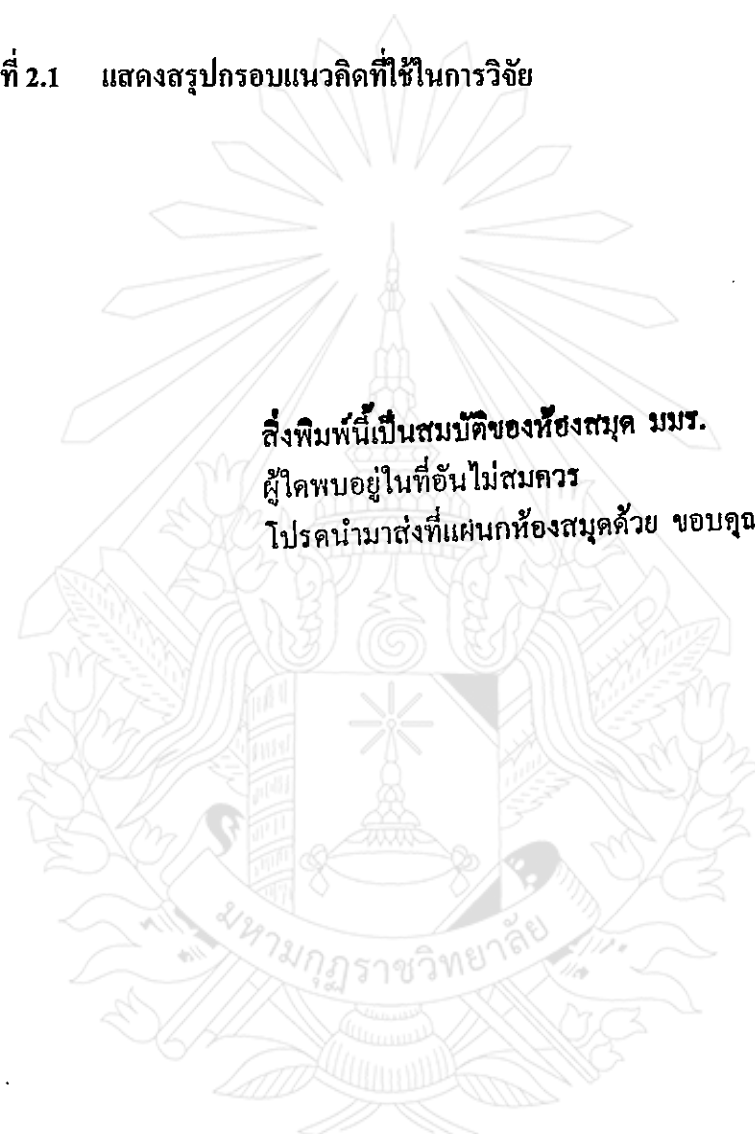 ที่ 2.1 แสดงสรุปกรอบแนวคิดที่ใช้ในการวิจัย
สิ่งพิมพ์นี้เป็นสมบัติของห้องสมุด มมร.
ผู้ใดพบอยู่ในที่อันไม่สมควร
โปรดนำมาส่งที่แผ่นกห้องสมุดด้วย ขอบคุณ
มหามกุฏราชวิทยาลัย